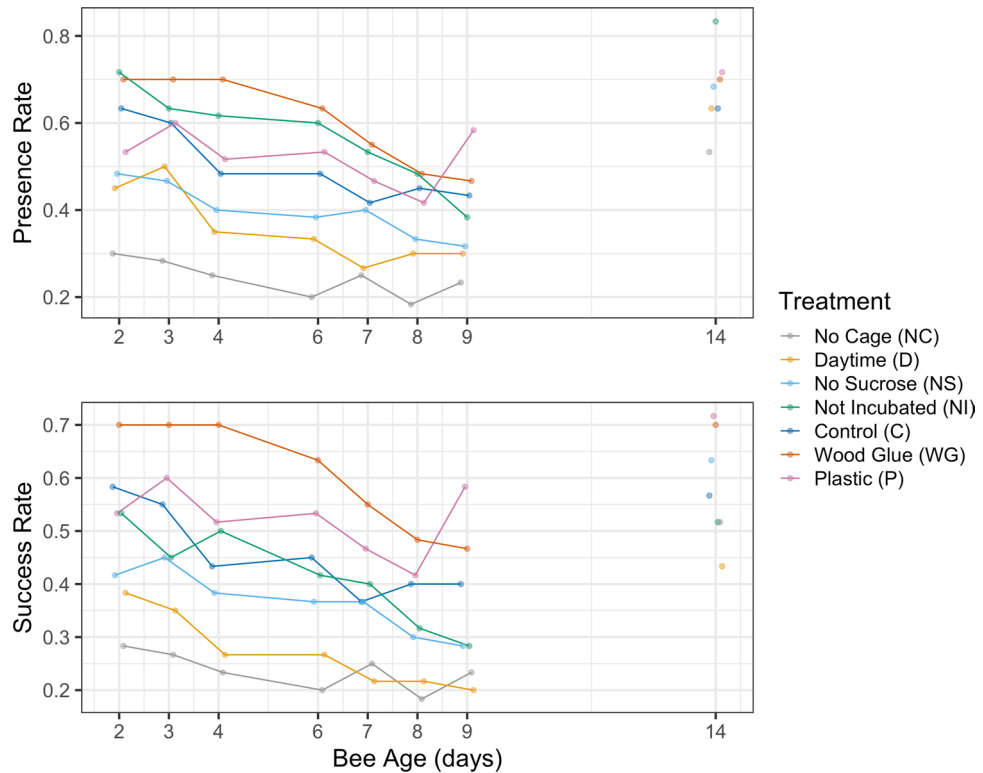 Presence Rate
0.8
0.6
0.4
0.2
2 3 4 6 7 8 9 14
Success Rate
0.7
0.6
0.5
0.4
0.3
0.2
2 3 4 6 7 8 9 14
Bee Age (days)
Treatment
No Cage (NC)
Daytime (D)
No Sucrose (NS)
Not Incubated (NI)
Control (C)
Wood Glue (WG)
Plastic (P)